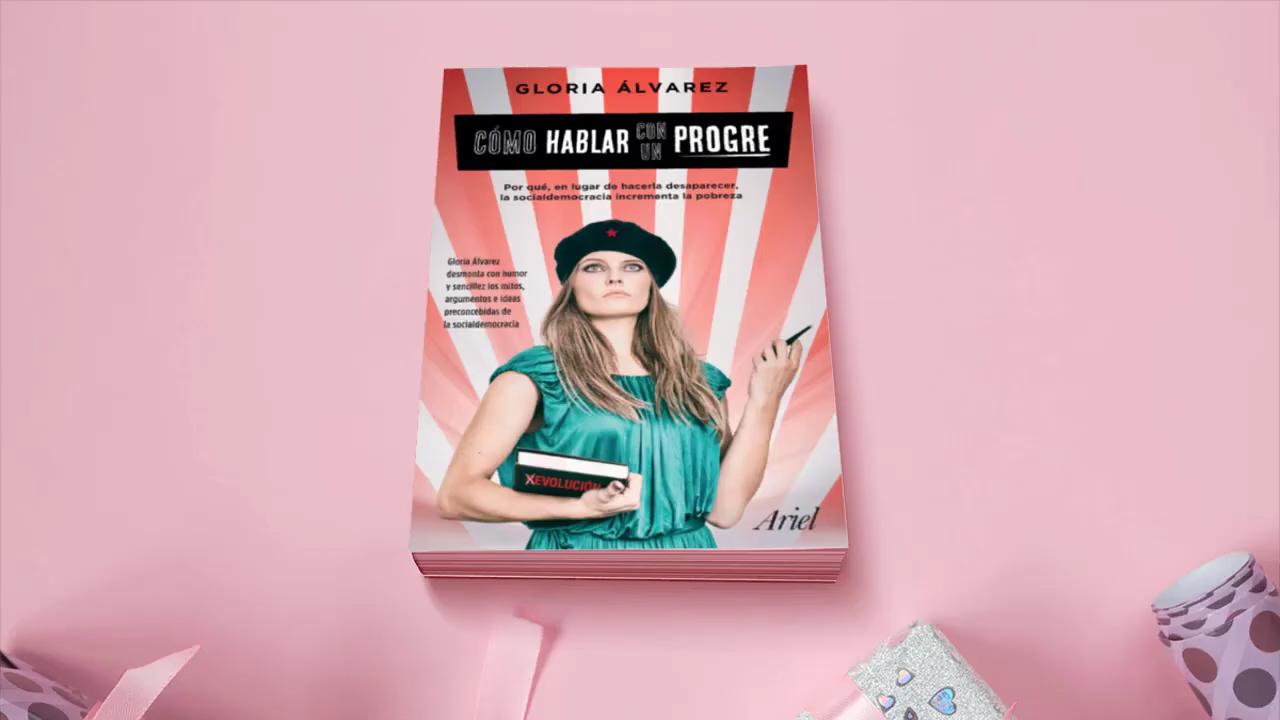 GLORIA ÁLVAREZ
CÓMO HABLAR CON UN PROGRE
Por qué, en lugar de hacerla desaparecer,
la socialdemocracia incrementa la pobreza
Gloria Álvarez
desmonta con humor
y sencillez los mitos,
argumentos e ideas
preconcebidas de
la socialdemocracia
XEVOLUCIÓN
Ariel